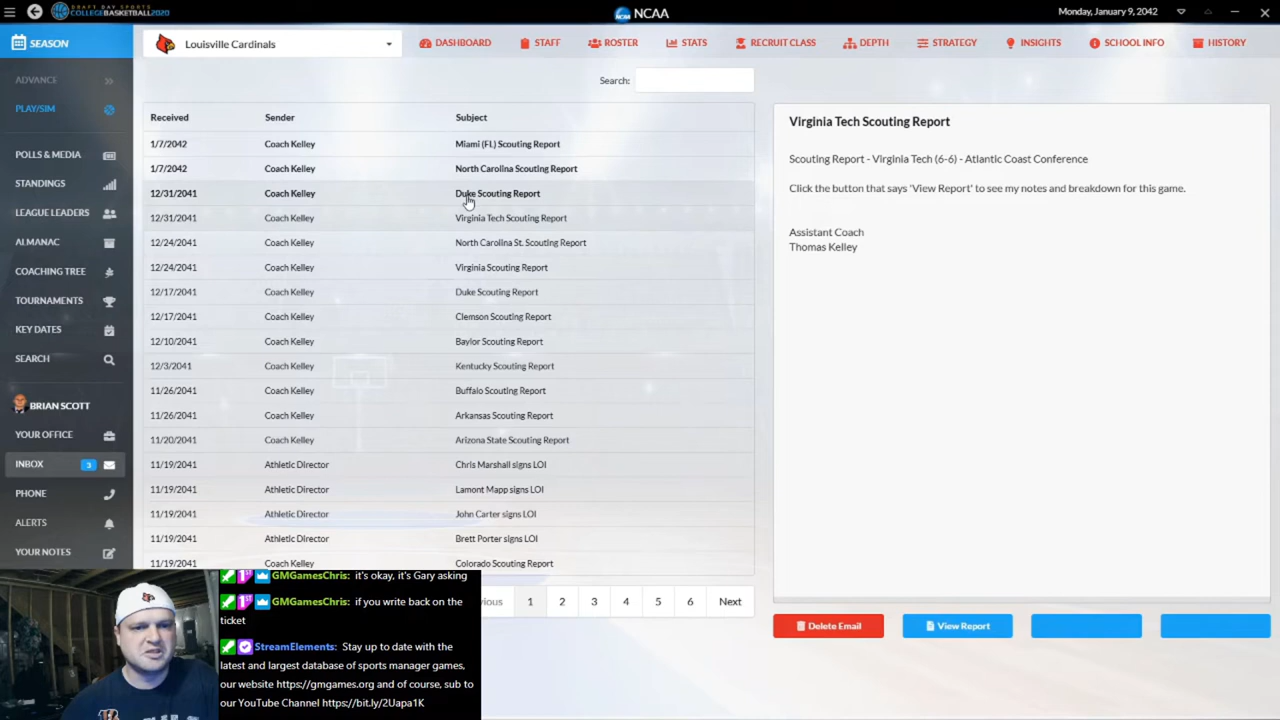 DRAFT DAY SPORTS
COLLEGE BASKETBALL 2020
NCAA
Monday, January 9, 2042
SEASON
Louisville Cardinals
DASHBOARD
STAFF
ROSTER
STATS
RECRUIT CLASS
DEPTH
STRATEGY
INSIGHTS
SCHOOL INFO
HISTORY
ADVANCE
PLAY/SIM
POLLS & MEDIA
STANDINGS
LEAGUE LEADERS
ALMANAC
COACHING TREE
TOURNAMENTS
KEY DATES
SEARCH
BRIAN SCOTT
YOUR OFFICE
INBOX 3
PHONE
ALERTS
YOUR NOTES
Search:
Received Sender Subject
1/7/2042 Coach Kelley Miami (FL) Scouting Report
1/7/2042 Coach Kelley North Carolina Scouting Report
12/31/2041 Coach Kelley Duke Scouting Report
12/31/2041 Coach Kelley Virginia Tech Scouting Report
12/24/2041 Coach Kelley North Carolina St. Scouting Report
12/24/2041 Coach Kelley Virginia Scouting Report
12/17/2041 Coach Kelley Duke Scouting Report
12/17/2041 Coach Kelley Clemson Scouting Report
12/10/2041 Coach Kelley Baylor Scouting Report
12/3/2041 Coach Kelley Kentucky Scouting Report
11/26/2041 Coach Kelley Buffalo Scouting Report
11/26/2041 Coach Kelley Arkansas Scouting Report
11/20/2041 Coach Kelley Arizona State Scouting Report
11/19/2041 Athletic Director Chris Marshall signs LOI
11/19/2041 Athletic Director Lamont Mapp signs LOI
11/19/2041 Athletic Director John Carter signs LOI
11/19/2041 Athletic Director Brett Porter signs LOI
11/19/2041 Coach Kelley Colorado Scouting Report
vious 1 2 3 4 5 6 Next
Virginia Tech Scouting Report
Scouting Report - Virginia Tech (6-6) - Atlantic Coast Conference
Click the button that says 'View Report' to see my notes and breakdown for this game.
Assistant Coach
Thomas Kelley
Delete Email
View Report
GMGamesChris: it's okay, it's Gary asking
GMGamesChris: if you write back on the
ticket
StreamElements: Stay up to date with the
latest and largest database of sports manager games,
our website https://gmgames.org and of course, sub to
our YouTube Channel https://bit.ly/2Uapa1K